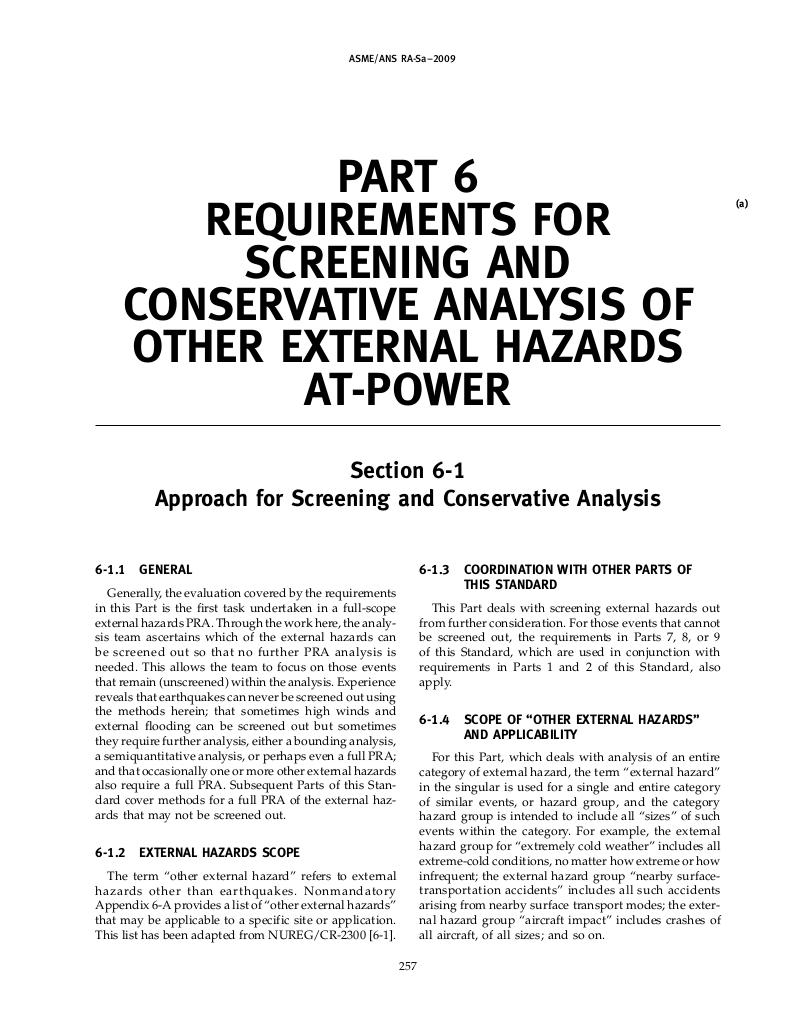 ASME/ANS RA-Sa–2009
PART 6
(a)
REQUIREMENTS FOR
SCREENING AND
CONSERVATIVE ANALYSIS OF
OTHER EXTERNAL HAZARDS
AT-POWER
Section 6-1
Approach for Screening and Conservative Analysis
6-1.1 GENERAL
Generally, the evaluation covered by the requirements
in this Part is the first task undertaken in a full-scope
external hazards PRA. Through the work here, the analy-
sis team ascertains which of the external hazards can
be screened out so that no further PRA analysis is
needed. This allows the team to focus on those events
that remain (unscreened) within the analysis. Experience
reveals that earthquakes can never be screened out using
the methods herein; that sometimes high winds and
external flooding can be screened out but sometimes
they require further analysis, either a bounding analysis,
a semiquantitative analysis, or perhaps even a full PRA;
and that occasionally one or more other external hazards
also require a full PRA. Subsequent Parts of this Stan-
dard cover methods for a full PRA of the external haz-
ards that may not be screened out.
6-1.2 EXTERNAL HAZARDS SCOPE
The term “other external hazard” refers to external
hazards other than earthquakes. Nonmandatory
Appendix 6-A provides a list of “other external hazards”
that may be applicable to a specific site or application.
This list has been adapted from NUREG/CR-2300 [6-1].
6-1.3 COORDINATION WITH OTHER PARTS OF
THIS STANDARD
This Part deals with screening external hazards out
from further consideration. For those events that cannot
be screened out, the requirements in Parts 7, 8, or 9
of this Standard, which are used in conjunction with
requirements in Parts 1 and 2 of this Standard, also
apply.
6-1.4 SCOPE OF “OTHER EXTERNAL HAZARDS”
AND APPLICABILITY
For this Part, which deals with analysis of an entire
category of external hazard, the term “external hazard”
in the singular is used for a single and entire category
of similar events, or hazard group, and the category
hazard group is intended to include all “sizes” of such
events within the category. For example, the external
hazard group for “extremely cold weather” includes all
extreme-cold conditions, no matter how extreme or how
infrequent; the external hazard group “nearby surface-
transportation accidents” includes all such accidents
arising from nearby surface transport modes; the exter-
nal hazard group “aircraft impact” includes crashes of
all aircraft, of all sizes; and so on.
257